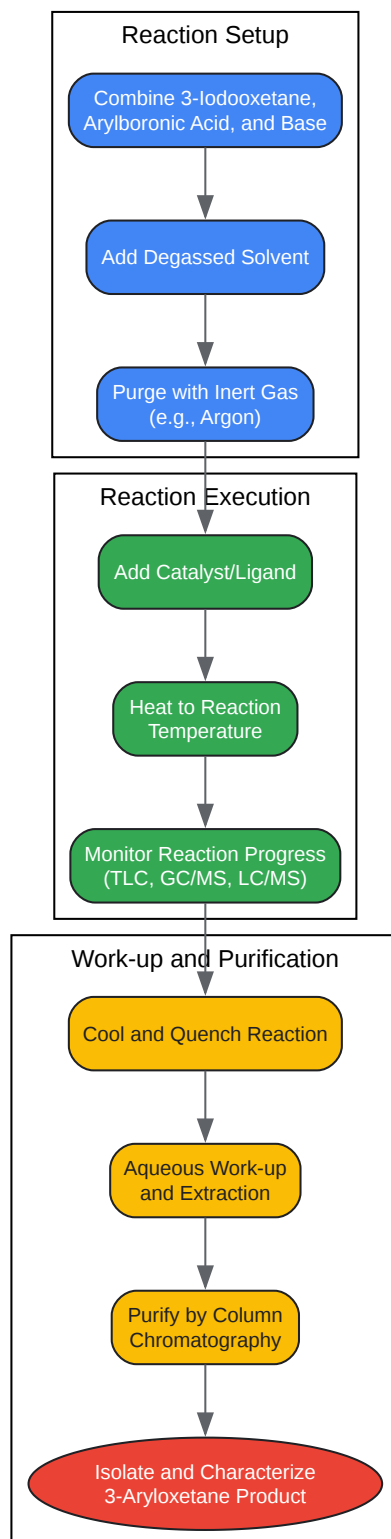 Reaction Setup
Combine 3-Iodooxetane,
Arylboronic Acid, and Base
Add Degassed Solvent
Purge with Inert Gas
(e.g., Argon)
Reaction Execution
Add Catalyst/Ligand
Heat to Reaction
Temperature
Monitor Reaction Progress
(TLC, GC/MS, LC/MS)
Work-up and Purification
Cool and Quench Reaction
Aqueous Work-up
and Extraction
Purify by Column
Chromatography
Isolate and Characterize
3-Aryloxetane Product